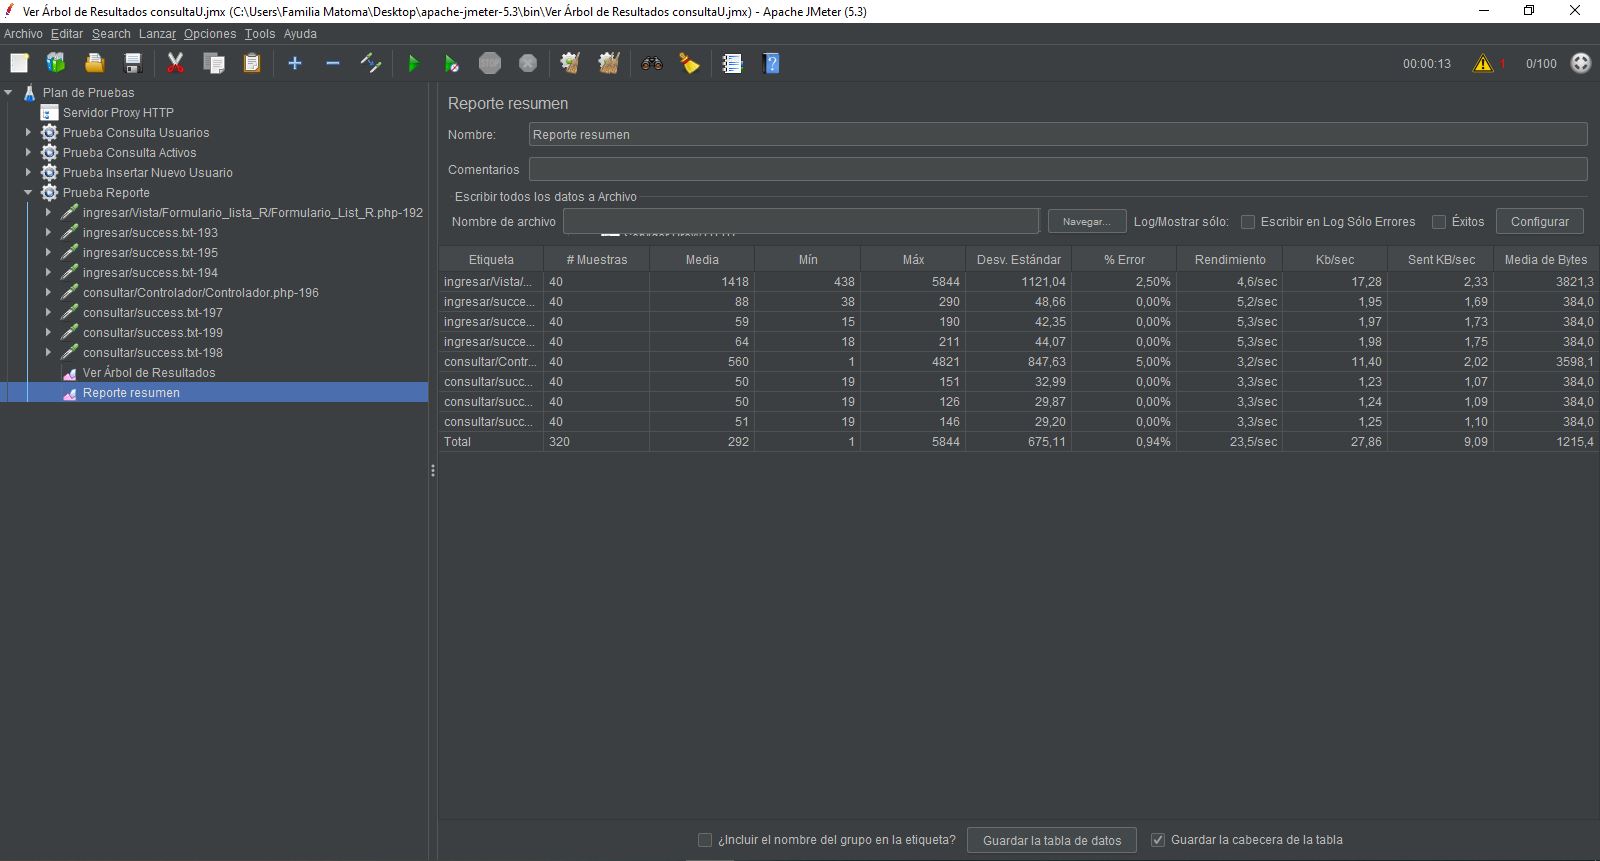 Ver Árbol de Resultados consultaU.jmx (C:\Users\Familia Matoma\Desktop\apache-jmeter-5.3\bin\Ver Árbol de Resultados consultaU.jmx) - Apache JMeter (5.3)
Archivo Editar Search Lanzar Opciones Tools Ayuda
STOP 00:00:13 1 0/100
Plan de Pruebas
Servidor Proxy HTTP
Prueba Consulta Usuarios
Prueba Consulta Activos
Prueba Insertar Nuevo Usuario
Prueba Reporte
ingresar/Vista/Formulario_lista_R/Formulario_List_R.php-192
ingresar/success.txt-193
ingresar/success.txt-195
ingresar/success.txt-194
consultar/Controlador/Controlador.php-196
consultar/success.txt-197
consultar/success.txt-199
consultar/success.txt-198
Ver Árbol de Resultados
Reporte resumen
Reporte resumen
Nombre: Reporte resumen
Comentarios
Escribir todos los datos a Archivo
Nombre de archivo Navegar... Log/Mostrar sólo: Escribir en Log Sólo Errores Éxitos Configurar
Etiqueta # Muestras Media Mín Máx Desv. Estándar % Error Rendimiento Kb/sec Sent KB/sec Media de Bytes
ingresar/Vista/... 40 1418 438 5844 1121,04 2,50% 4,6/sec 17,28 2,33 3821,3
ingresar/succe... 40 88 38 290 48,66 0,00% 5,2/sec 1,95 1,69 384,0
ingresar/succe... 40 59 15 190 42,35 0,00% 5,3/sec 1,97 1,73 384,0
ingresar/succe... 40 64 18 211 44,07 0,00% 5,3/sec 1,98 1,75 384,0
consultar/Contr... 40 560 1 4821 847,63 5,00% 3,2/sec 11,40 2,02 3598,1
consultar/succ... 40 50 19 151 32,99 0,00% 3,3/sec 1,23 1,07 384,0
consultar/succ... 40 50 19 126 29,87 0,00% 3,3/sec 1,24 1,09 384,0
consultar/succ... 40 51 19 146 29,20 0,00% 3,3/sec 1,25 1,10 384,0
Total 320 292 1 5844 675,11 0,94% 23,5/sec 27,86 9,09 1215,4
¿Incluir el nombre del grupo en la etiqueta? Guardar la tabla de datos Guardar la cabecera de la tabla